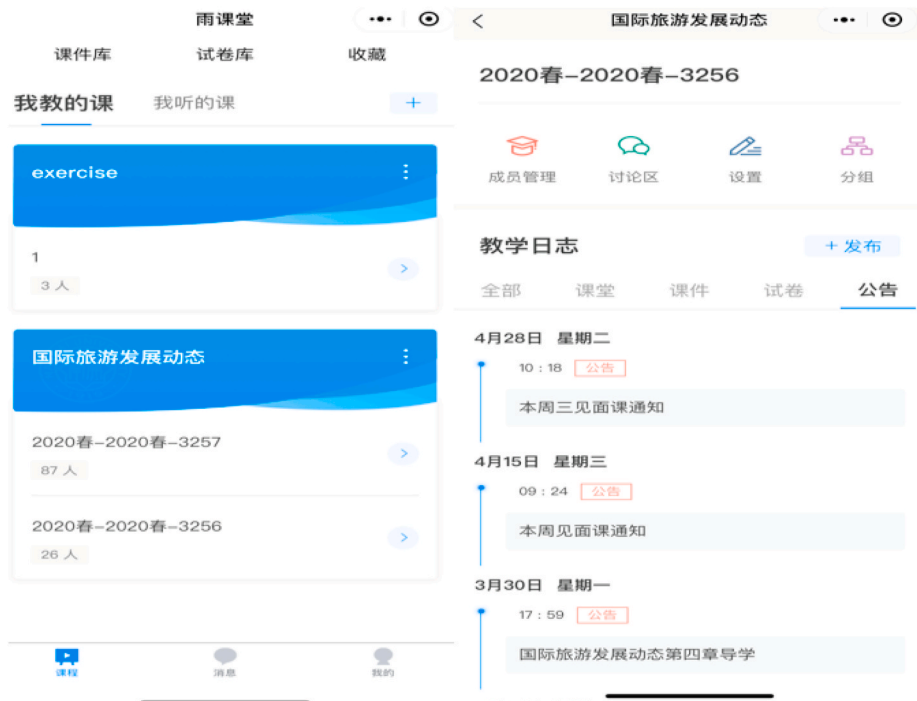 雨课堂
课件库 试卷库 收藏
我教的课 我听的课 +
exercise
1
3 人
国际旅游发展动态
2020春-2020春-3257
87 人
2020春-2020春-3256
26 人
课程 消息 我的
国际旅游发展动态
2020春-2020春-3256
成员管理 讨论区 设置 分组
教学日志 + 发布
全部 课堂 课件 试卷 公告
4月28日 星期二
10:18 公告
本周三见面课通知
4月15日 星期三
09:24 公告
本周见面课通知
3月30日 星期一
17:59 公告
国际旅游发展动态第四章导学